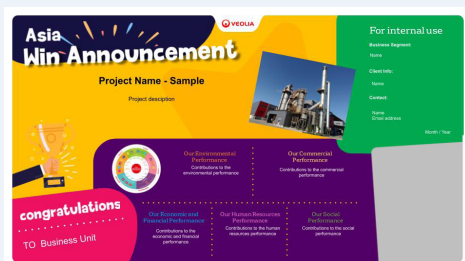 Asia
Win Announcement
VEOLIA
Project Name - Sample
Project desciption
For internal use
Business Segment:
Name
Client Info:
Name
Contact:
Name
Email address
Month / Year
Our Environmental
Performance
Contributions to the
environmental performance
Our Commercial
Performance
Contributions to the commercial
performance
congratulations
TO Business Unit
Our Economic and
Financial Performance
Contributions to the
economic and financial
performance
Our Human Resources
Performance
Contributions to the human
resources performance
Our Social
Performance
Contributions to the social
performance